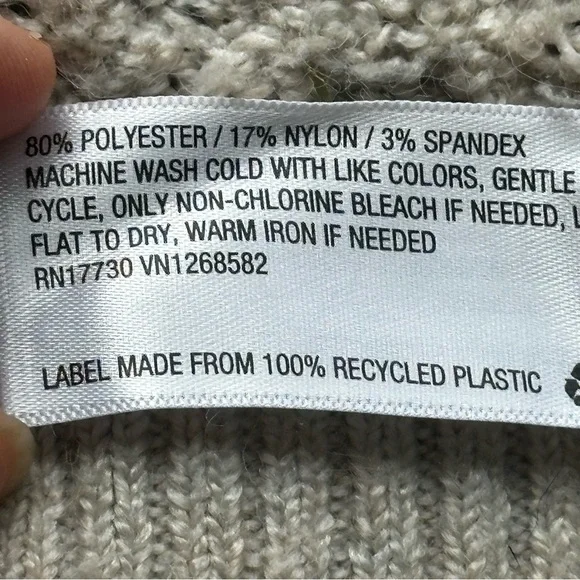 80% POLYESTER / 17% NYLON / 3% SPANDEX
MACHINE WASH COLD WITH LIKE COLORS, GENTLE
CYCLE, ONLY NON-CHLORINE BLEACH IF NEEDED,
FLAT TO DRY, WARM IRON IF NEEDED
RN17730 VN1268582
LABEL MADE FROM 100% RECYCLED PLASTIC